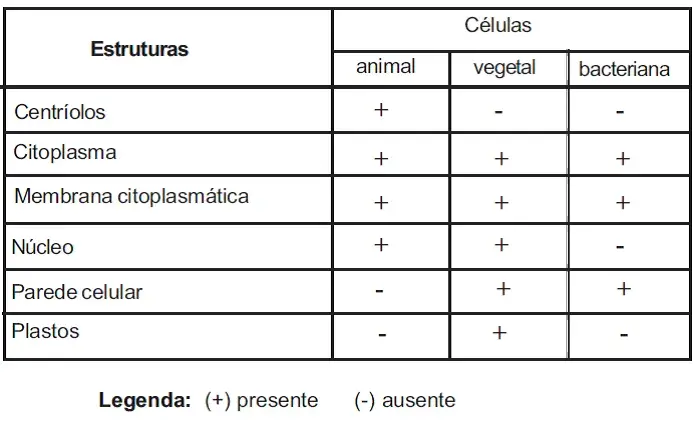 Estruturas Células
animal vegetal bacteriana
Centríolos + - -
Citoplasma + + +
Membrana citoplasmática + + +
Núcleo + + -
Parede celular - + +
Plastos - + -
Legenda: (+) presente (-) ausente